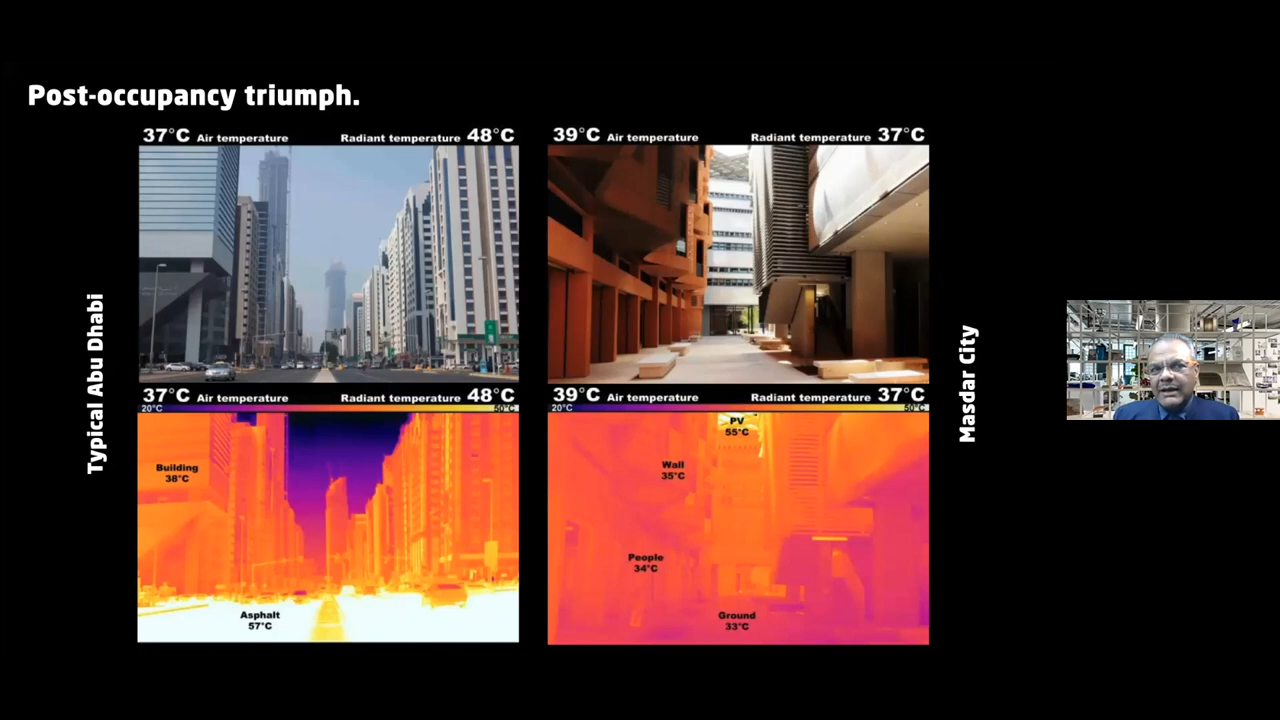 Post-occupancy triumph.
37°C Air temperature Radiant temperature 48°C
39°C Air temperature Radiant temperature 37°C
Typical Abu Dhabi
Masdar City
37°C Air temperature Radiant temperature 48°C
20°C 50°C
Building
38°C
Asphalt
57°C
39°C Air temperature Radiant temperature 37°C
20°C 50°C
PV
55°C
Wall
35°C
People
34°C
Ground
33°C